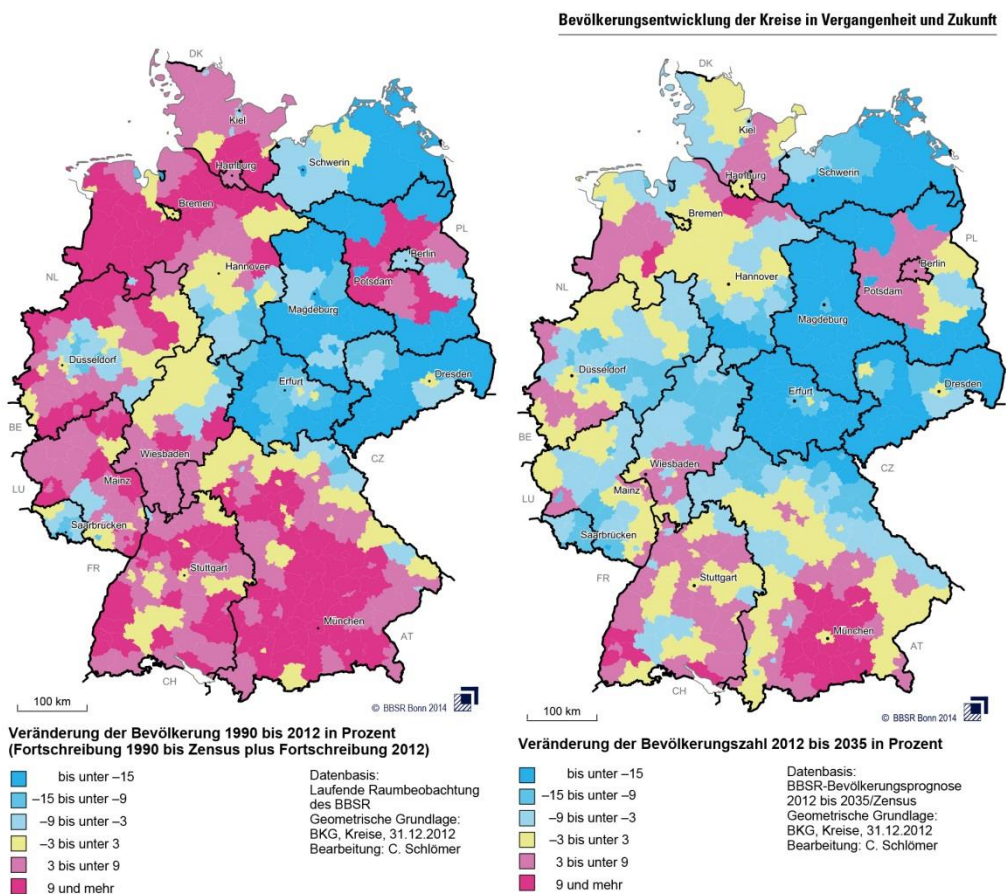 Bevölkerungsentwicklung der Kreise in Vergangenheit und Zukunft
DK
Kiel
Hamburg
Schwerin
Bremen
PL
NL
Hannover
Berlin
Potsdam
Magdeburg
Düsseldorf
Erfurt
Dresden
BE
Wiesbaden
CZ
LU
Mainz
Saarbrücken
FR
Stuttgart
München
AT
CH
100 km
© BBSR Bonn 2014
Veränderung der Bevölkerung 1990 bis 2012 in Prozent
(Fortschreibung 1990 bis Zensus plus Fortschreibung 2012)
bis unter –15
–15 bis unter –9
–9 bis unter –3
–3 bis unter 3
3 bis unter 9
9 und mehr
Datenbasis:
Laufende Raumbeobachtung
des BBSR
Geometrische Grundlage:
BKG, Kreise, 31.12.2012
Bearbeitung: C. Schlömer
DK
Kiel
Hamburg
Schwerin
Bremen
PL
NL
Hannover
Berlin
Potsdam
Magdeburg
Düsseldorf
Erfurt
Dresden
BE
Wiesbaden
CZ
LU
Mainz
Saarbrücken
FR
Stuttgart
München
AT
CH
100 km
© BBSR Bonn 2014
Veränderung der Bevölkerungszahl 2012 bis 2035 in Prozent
bis unter –15
–15 bis unter –9
–9 bis unter –3
–3 bis unter 3
3 bis unter 9
9 und mehr
Datenbasis:
BBSR-Bevölkerungsprognose
2012 bis 2035/Zensus
Geometrische Grundlage:
BKG, Kreise, 31.12.2012
Bearbeitung: C. Schlömer